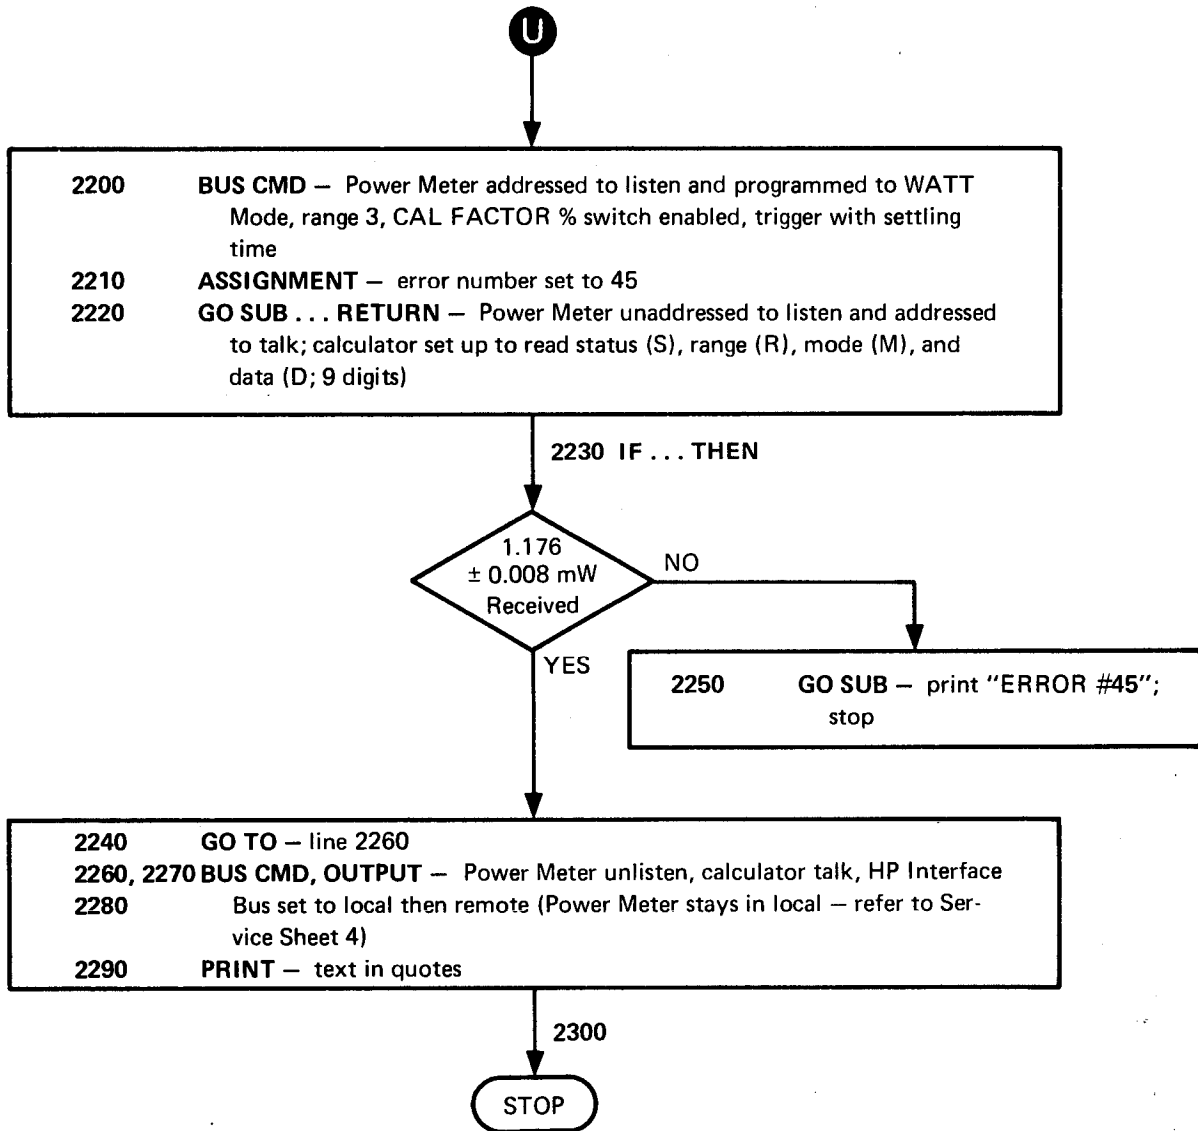 U
2200 BUS CMD — Power Meter addressed to listen and programmed to WATT
Mode, range 3, CAL FACTOR % switch enabled, trigger with settling
time
2210 ASSIGNMENT — error number set to 45
2220 GO SUB . . . RETURN — Power Meter unaddressed to listen and addressed
to talk; calculator set up to read status (S), range (R), mode (M), and
data (D; 9 digits)
2230 IF . . . THEN
1.176
± 0.008 mW
Received
NO
YES
2250 GO SUB — print "ERROR #45";
stop
2240 GO TO — line 2260
2260, 2270 BUS CMD, OUTPUT — Power Meter unlisten, calculator talk, HP Interface
2280 Bus set to local then remote (Power Meter stays in local — refer to Ser-
vice Sheet 4)
2290 PRINT — text in quotes
2300
STOP